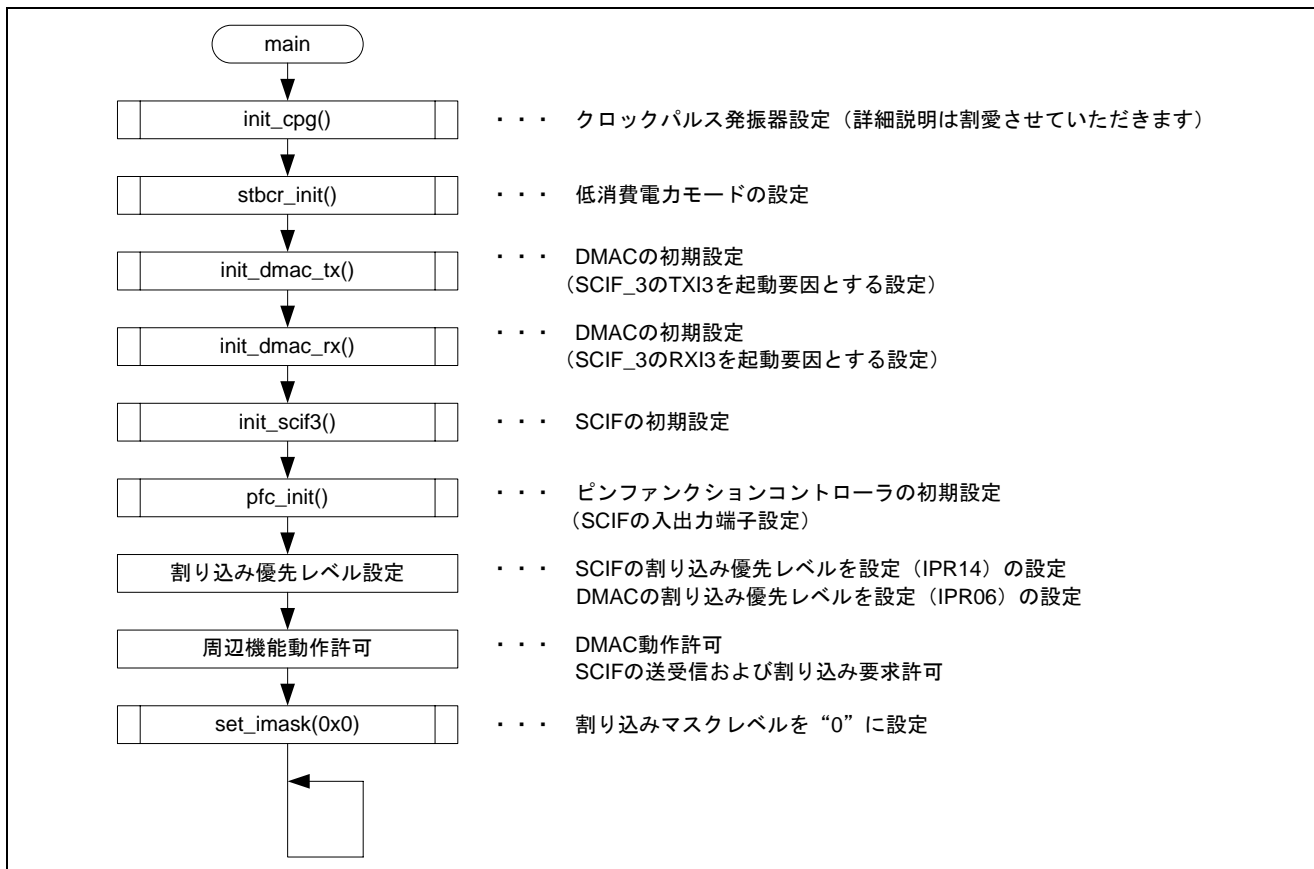 main
init_cpg() ・・・ クロックパルス発振器設定（詳細説明は割愛させていただきます）
stbcr_init() ・・・ 低消費電力モードの設定
init_dmac_tx() ・・・ DMACの初期設定
（SCIF_3のTXI3を起動要因とする設定）
init_dmac_rx() ・・・ DMACの初期設定
（SCIF_3のRXI3を起動要因とする設定）
init_scif3() ・・・ SCIFの初期設定
pfc_init() ・・・ ピンファンクションコントローラの初期設定
（SCIFの入出力端子設定）
割り込み優先レベル設定 ・・・ SCIFの割り込み優先レベルを設定（IPR14）の設定
DMACの割り込み優先レベルを設定（IPR06）の設定
周辺機能動作許可 ・・・ DMAC動作許可
SCIFの送受信および割り込み要求許可
set_imask(0x0) ・・・ 割り込みマスクレベルを“0”に設定